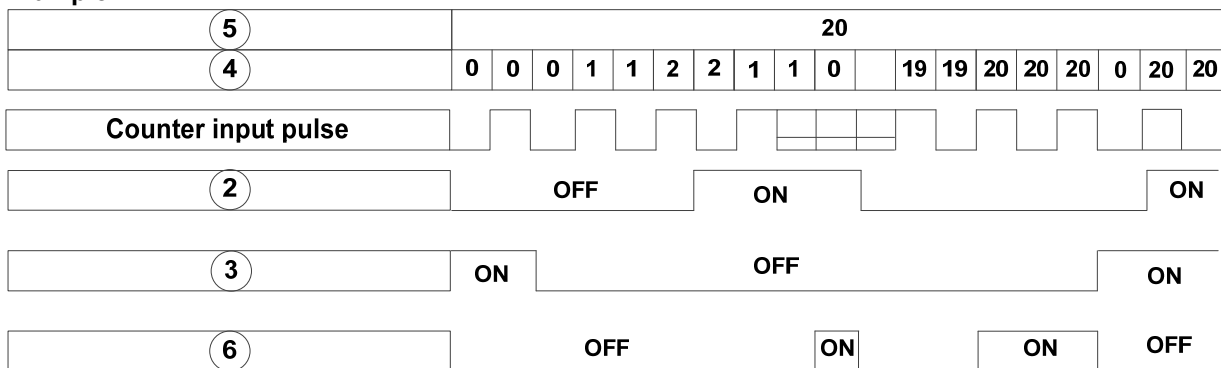 5 20
4 0 0 0 1 1 2 2 1 1 0 19 19 20 20 20 0 20 20
Counter input pulse
2 OFF ON ON
3 ON OFF ON
6 OFF ON ON OFF